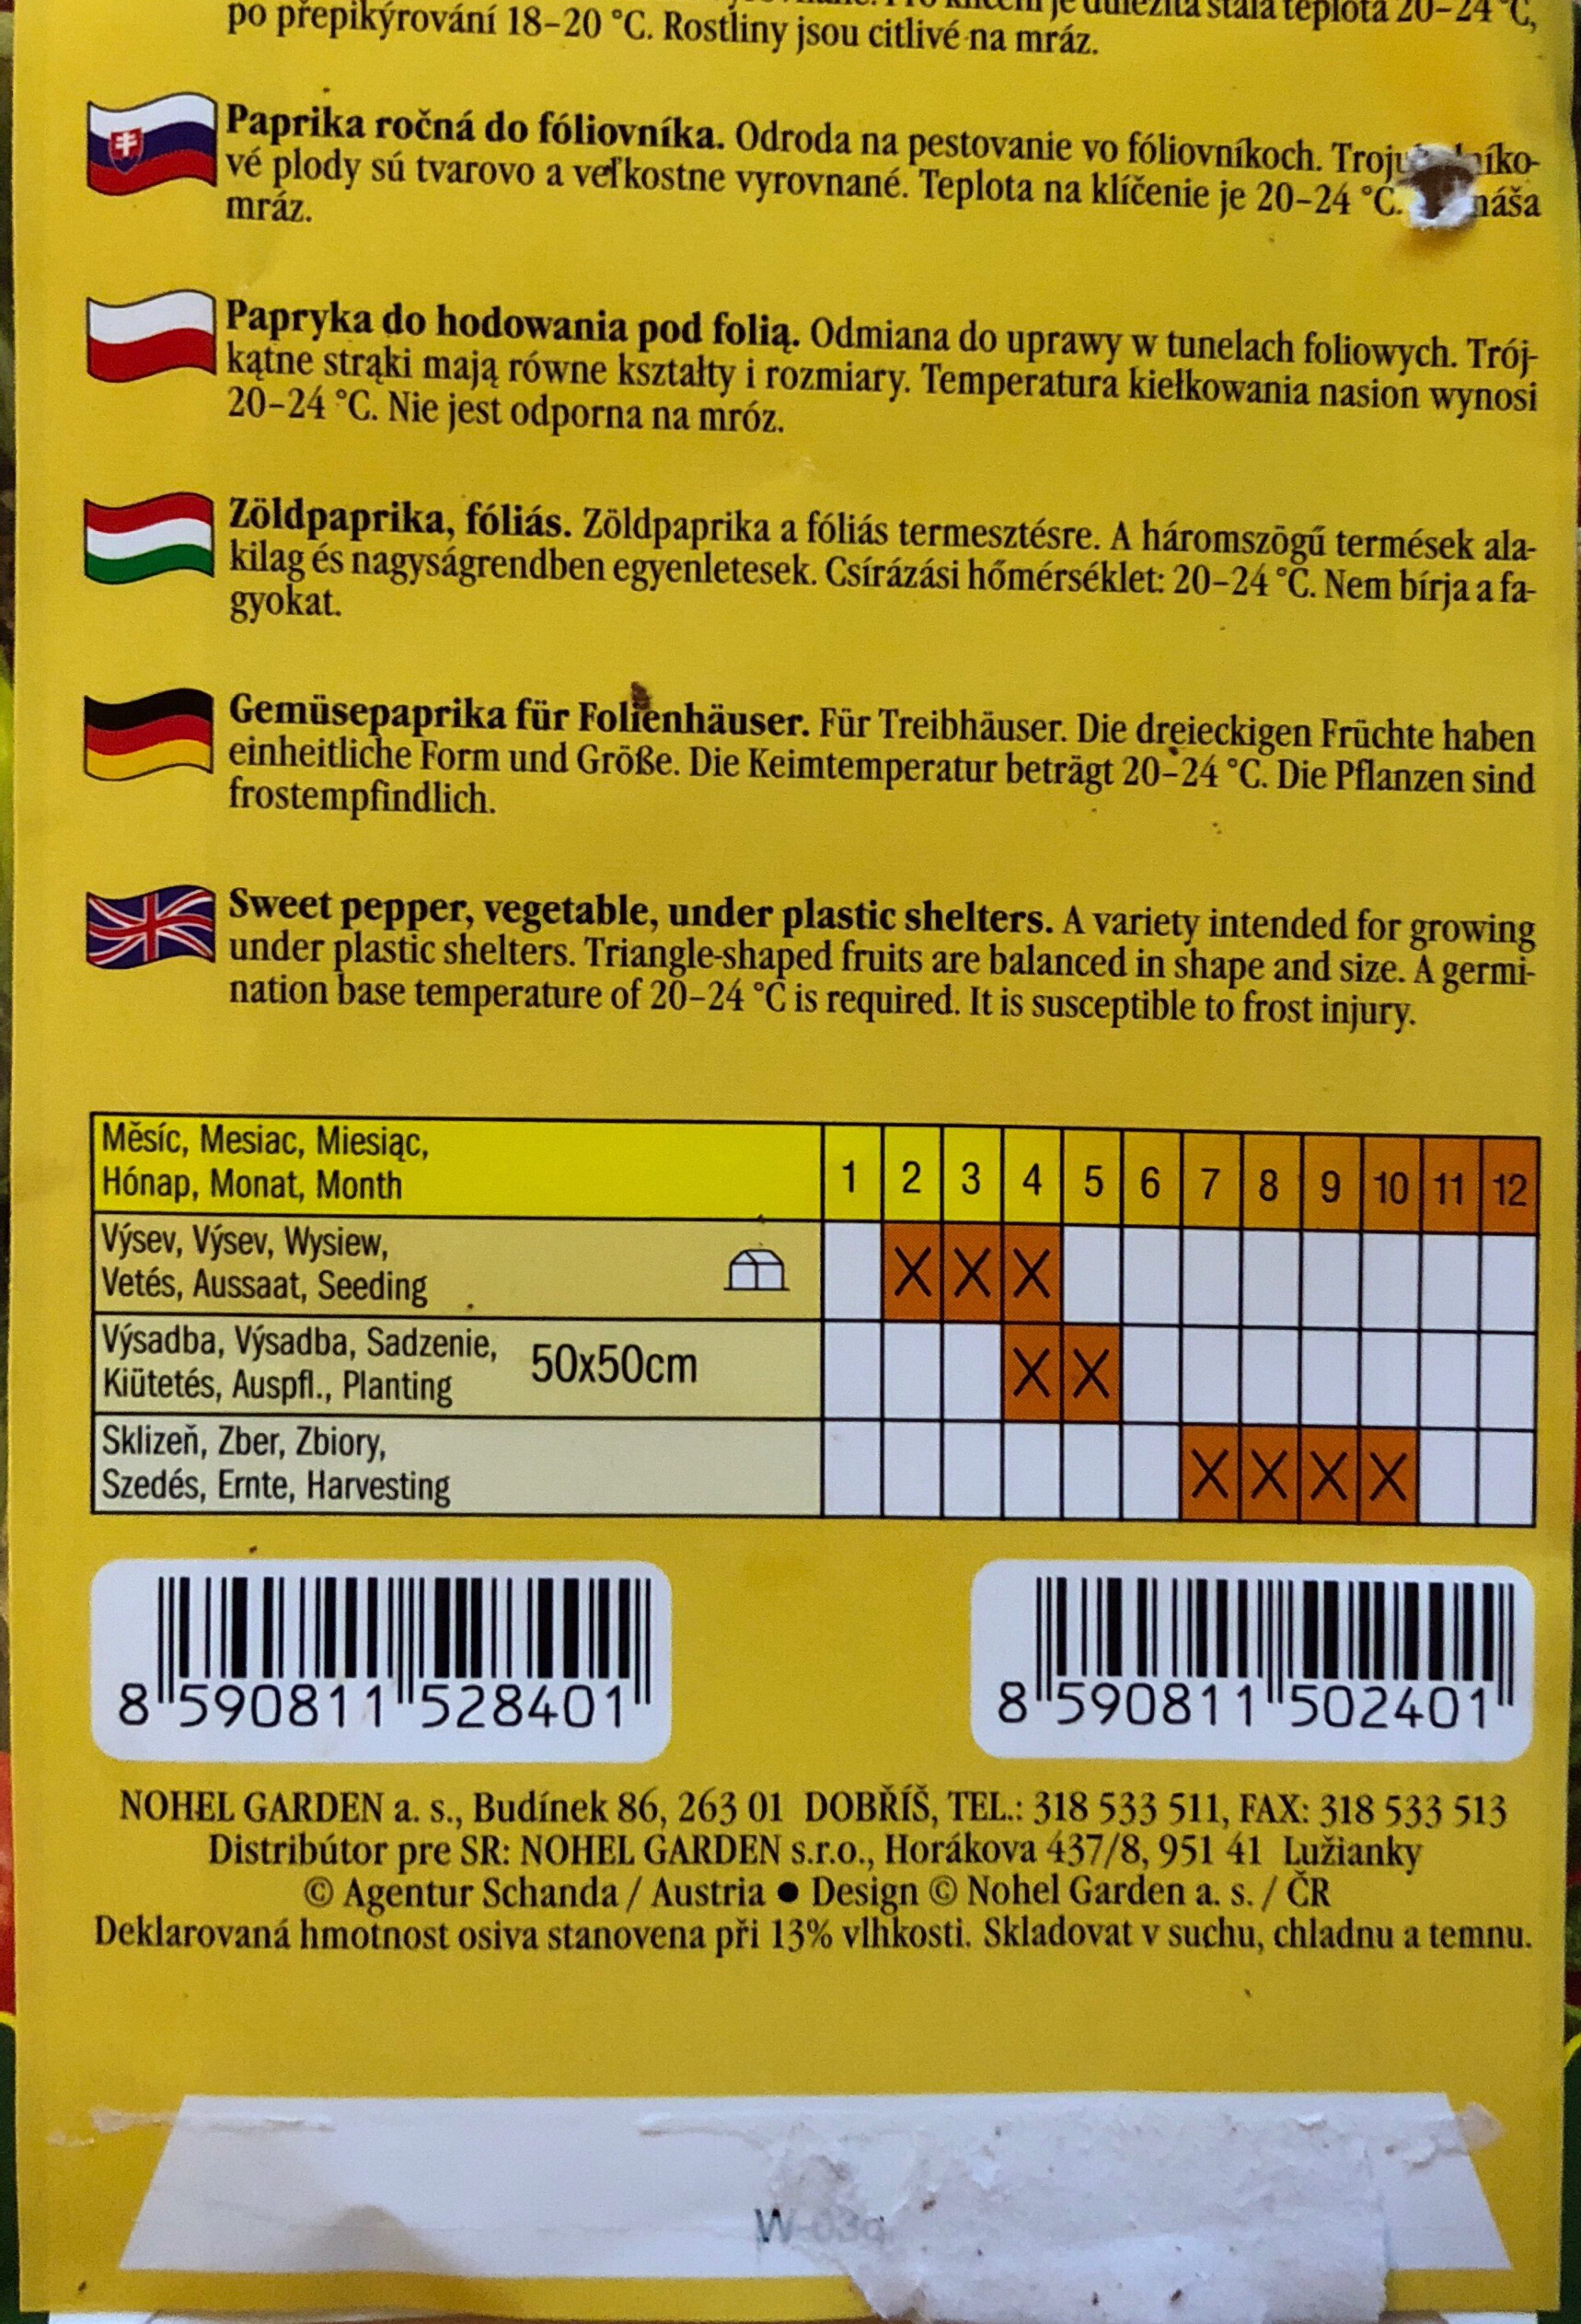 po přepikýrování 18–20 °C. Rostliny jsou citlivé na mráz.
je důležitá stálá teplota 20–24 °C,
Paprika ročná do fóliovníka. Odroda na pestovanie vo fóliovníkoch.
vé plody sú tvarovo a veľkostne vyrovnané. Teplota na klíčenie je 20–24 °C.
mráz.
Papryka do hodowania pod folią. Odmiana do uprawy w tunelach foliowych. Trój-
kątne strąki mają równe kształty i rozmiary. Temperatura kiełkowania nasion wynosi
20–24 °C. Nie jest odporna na mróz.
Zöldpaprika, fóliás. Zöldpaprika a fóliás termesztésre. A háromszögű termések ala-
kilag és nagyságrendben egyenletesek. Csírázási hőmérséklet: 20–24 °C. Nem bírja a fa-
gyokat.
Gemüsepaprika für Folienhäuser. Für Treibhäuser. Die dreieckigen Früchte haben
einheitliche Form und Größe. Die Keimtemperatur beträgt 20–24 °C. Die Pflanzen sind
frostempfindlich.
Sweet pepper, vegetable, under plastic shelters. A variety intended for growing
under plastic shelters. Triangle-shaped fruits are balanced in shape and size. A germi-
nation base temperature of 20–24 °C is required. It is susceptible to frost injury.
Měsíc, Mesiac, Miesiąc,
Hónap, Monat, Month
1 2 3 4 5 6 7 8 9 10 11 12
Výsev, Výsev, Wysiew,
Vetés, Aussaat, Seeding
X X X
Výsadba, Výsadba, Sadzenie,
Kiütetés, Auspfl., Planting
50x50cm
X X
Sklizeň, Zber, Zbiory,
Szedés, Ernte, Harvesting
X X X X
8 590811 528401
8 590811 502401
NOHEL GARDEN a. s., Budínek 86, 263 01 DOBŘÍŠ, TEL.: 318 533 511, FAX: 318 533 513
Distribútor pre SR: NOHEL GARDEN s.r.o., Horákova 437/8, 951 41 Lužianky
© Agentur Schanda / Austria ● Design © Nohel Garden a. s. / ČR
Deklarovaná hmotnost osiva stanovena při 13% vlhkosti. Skladovat v suchu, chladnu a temnu.